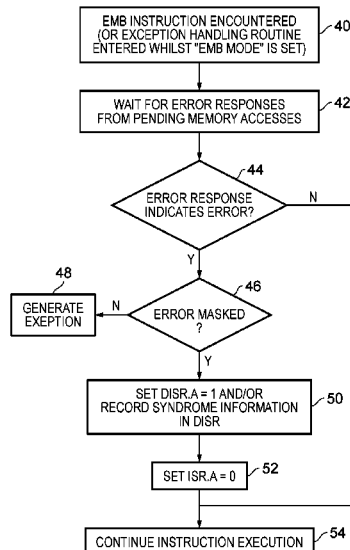 EMB INSTRUCTION ENCOUNTERED
(OR EXCEPTION HANDLING ROUTINE
ENTERED WHILST "EMB MODE" IS SET)
40
WAIT FOR ERROR RESPONSES
FROM PENDING MEMORY ACCESSES
42
44
ERROR RESPONSE
INDICATES ERROR?
N
Y
46
48
ERROR MASKED
?
N
GENERATE
EXEPTION
Y
SET DISR.A = 1 AND/OR
RECORD SYNDROME INFORMATION
IN DISR
50
SET ISR.A = 0
52
CONTINUE INSTRUCTION EXECUTION
54